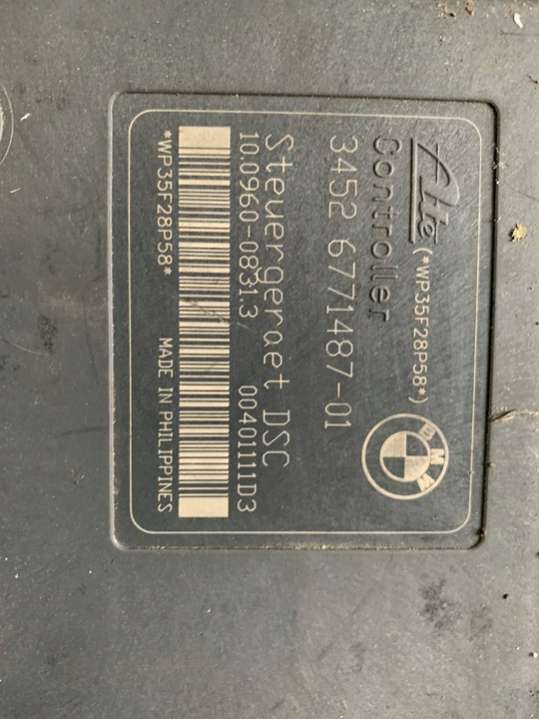 Ate (*WP35F28P58*)
Controller
BMW
3452 6771487-01
Steuergeraet DSC
10.0960-0831.3 00401111D3
*WP35F28P58* MADE IN PHILIPPINES